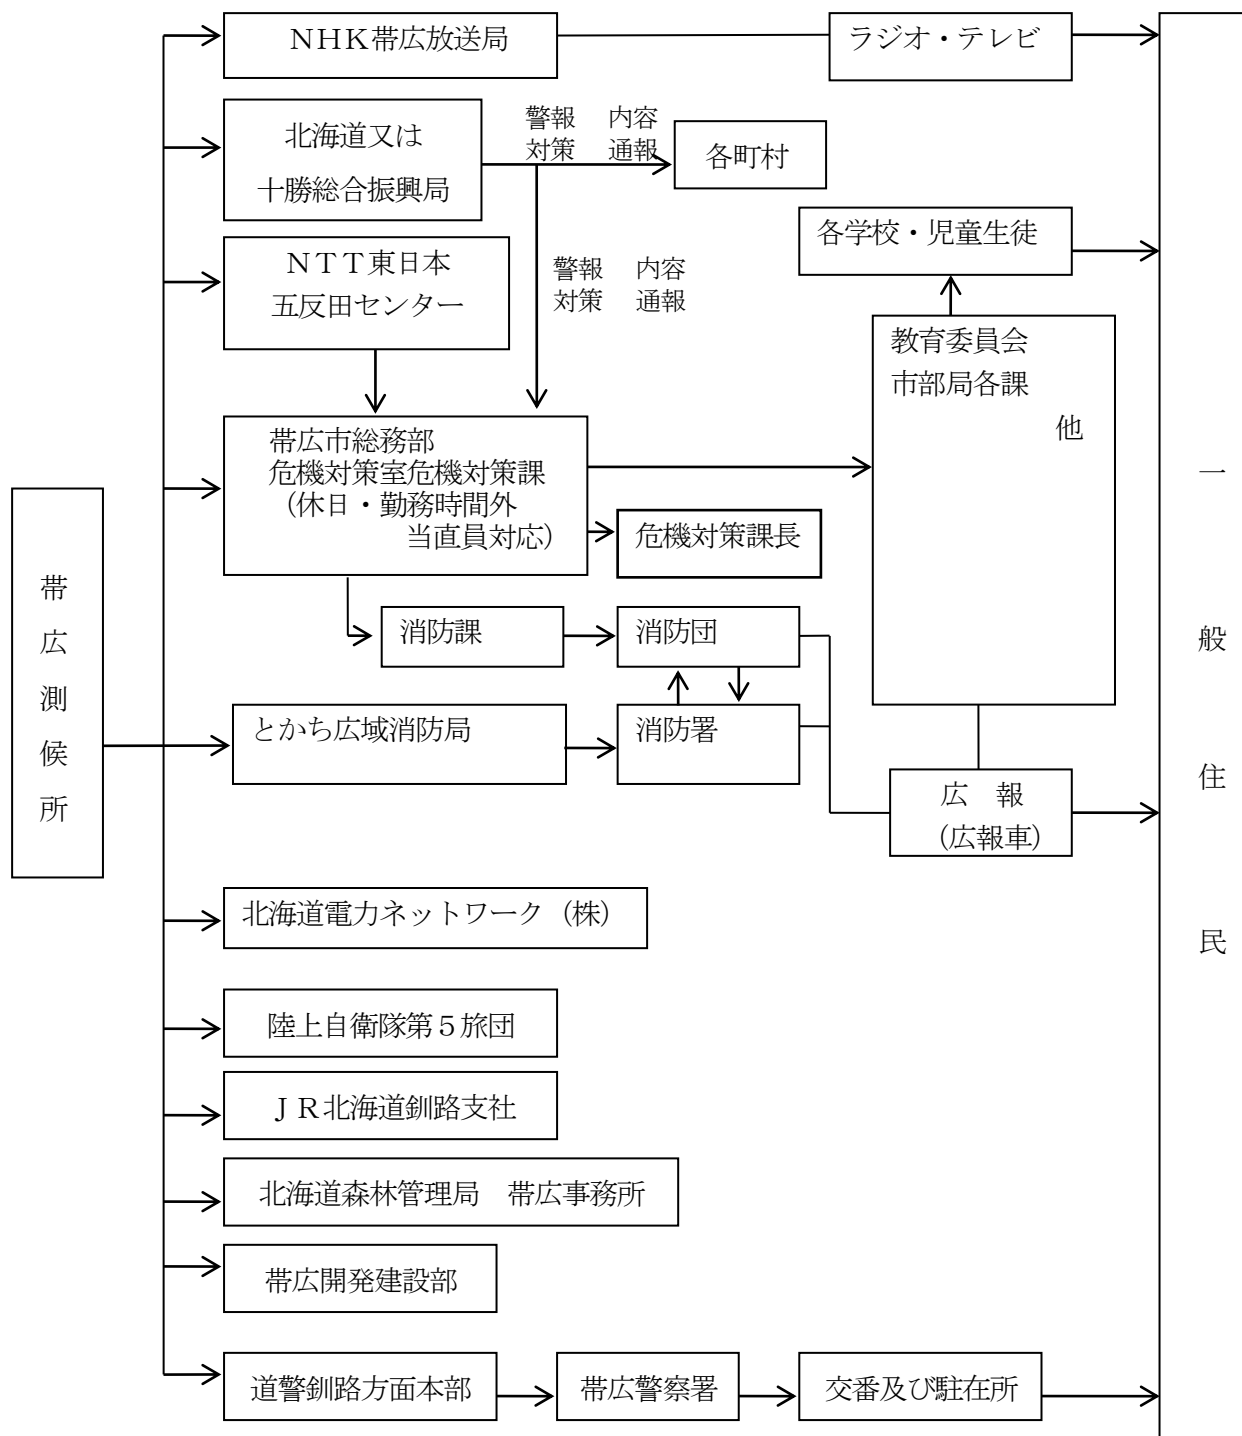 ＮＨＫ帯広放送局
ラジオ・テレビ
北海道又は
十勝総合振興局
警報　内容
対策　通報
各町村
各学校・児童生徒
ＮＴＴ東日本
五反田センター
警報　内容
対策　通報
教育委員会
市部局各課
他
帯広市総務部
危機対策室危機対策課
（休日・勤務時間外
当直員対応）
危機対策課長
消防課
消防団
とかち広域消防局
消防署
広　報
（広報車）
帯広測候所
北海道電力ネットワーク（株）
陸上自衛隊第５旅団
ＪＲ北海道釧路支社
北海道森林管理局　帯広事務所
帯広開発建設部
道警釧路方面本部
帯広警察署
交番及び駐在所
一般住民